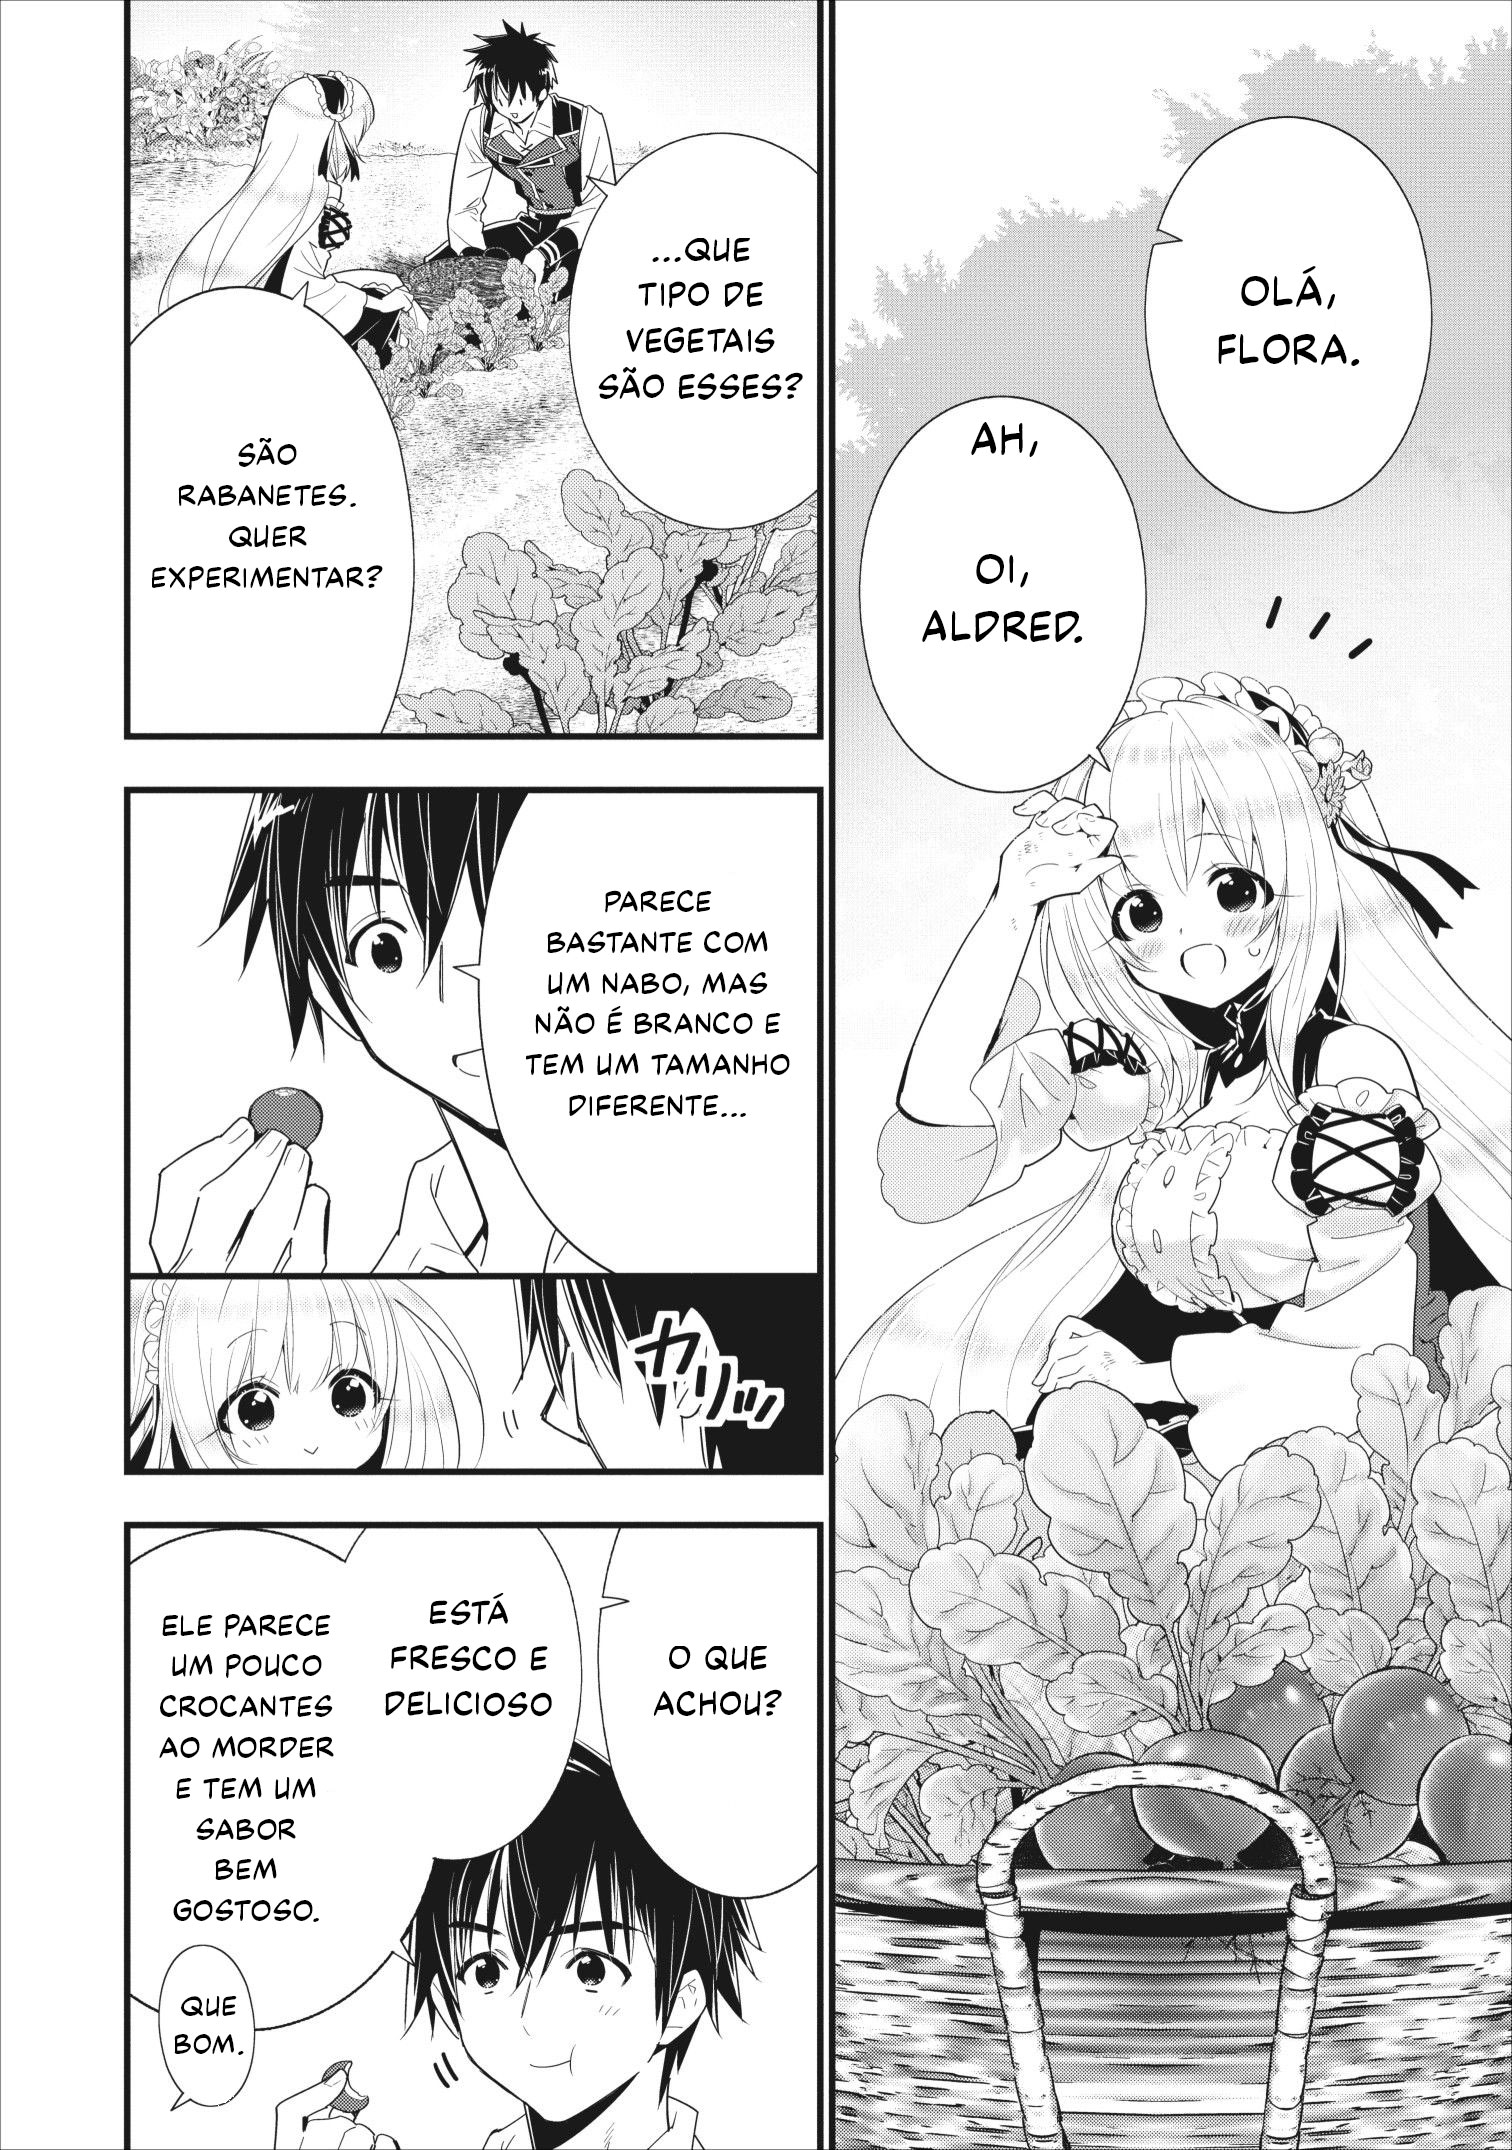 OLÁ,
FLORA.
AH,
OI,
ALDRED.
...QUE
TIPO DE
VEGETAIS
SÃO ESSES?
SÃO
RABANETES.
QUER
EXPERIMENTAR?
PARECE
BASTANTE COM
UM NABO, MAS
NÃO É BRANCO E
TEM UM TAMANHO
DIFERENTE...
カリッ
O QUE
ACHOU?
ESTÁ
FRESCO E
DELICIOSO
ELE PARECE
UM POUCO
CROCANTES
AO MORDER
E TEM UM
SABOR
BEM
GOSTOSO.
QUE
BOM.